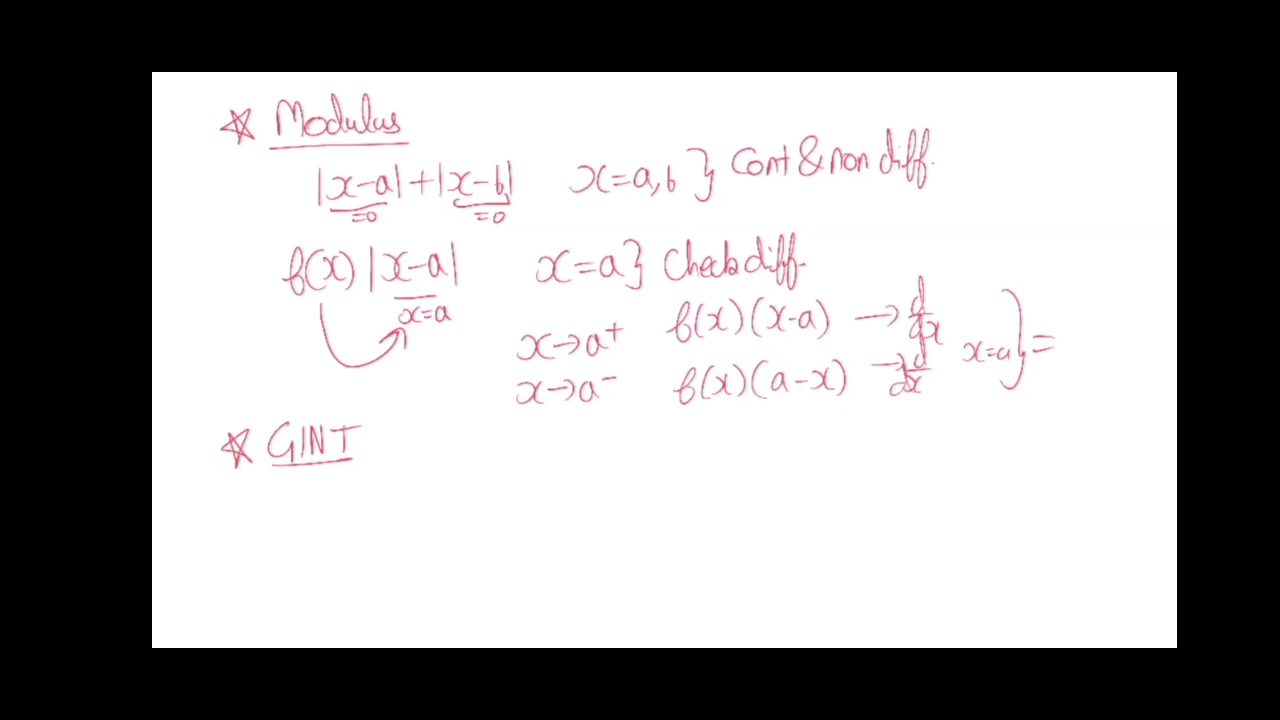 ☆ Modulus
|x-a|+|x-b| x=a,b } Cont & non diff.
=0 =0
f(x)|x-a| x=a} Check diff.
x=a
x→a⁺ f(x)(x-a) → d/dx
x→a⁻ f(x)(a-x) → d/dx x=a } =
☆ GINT